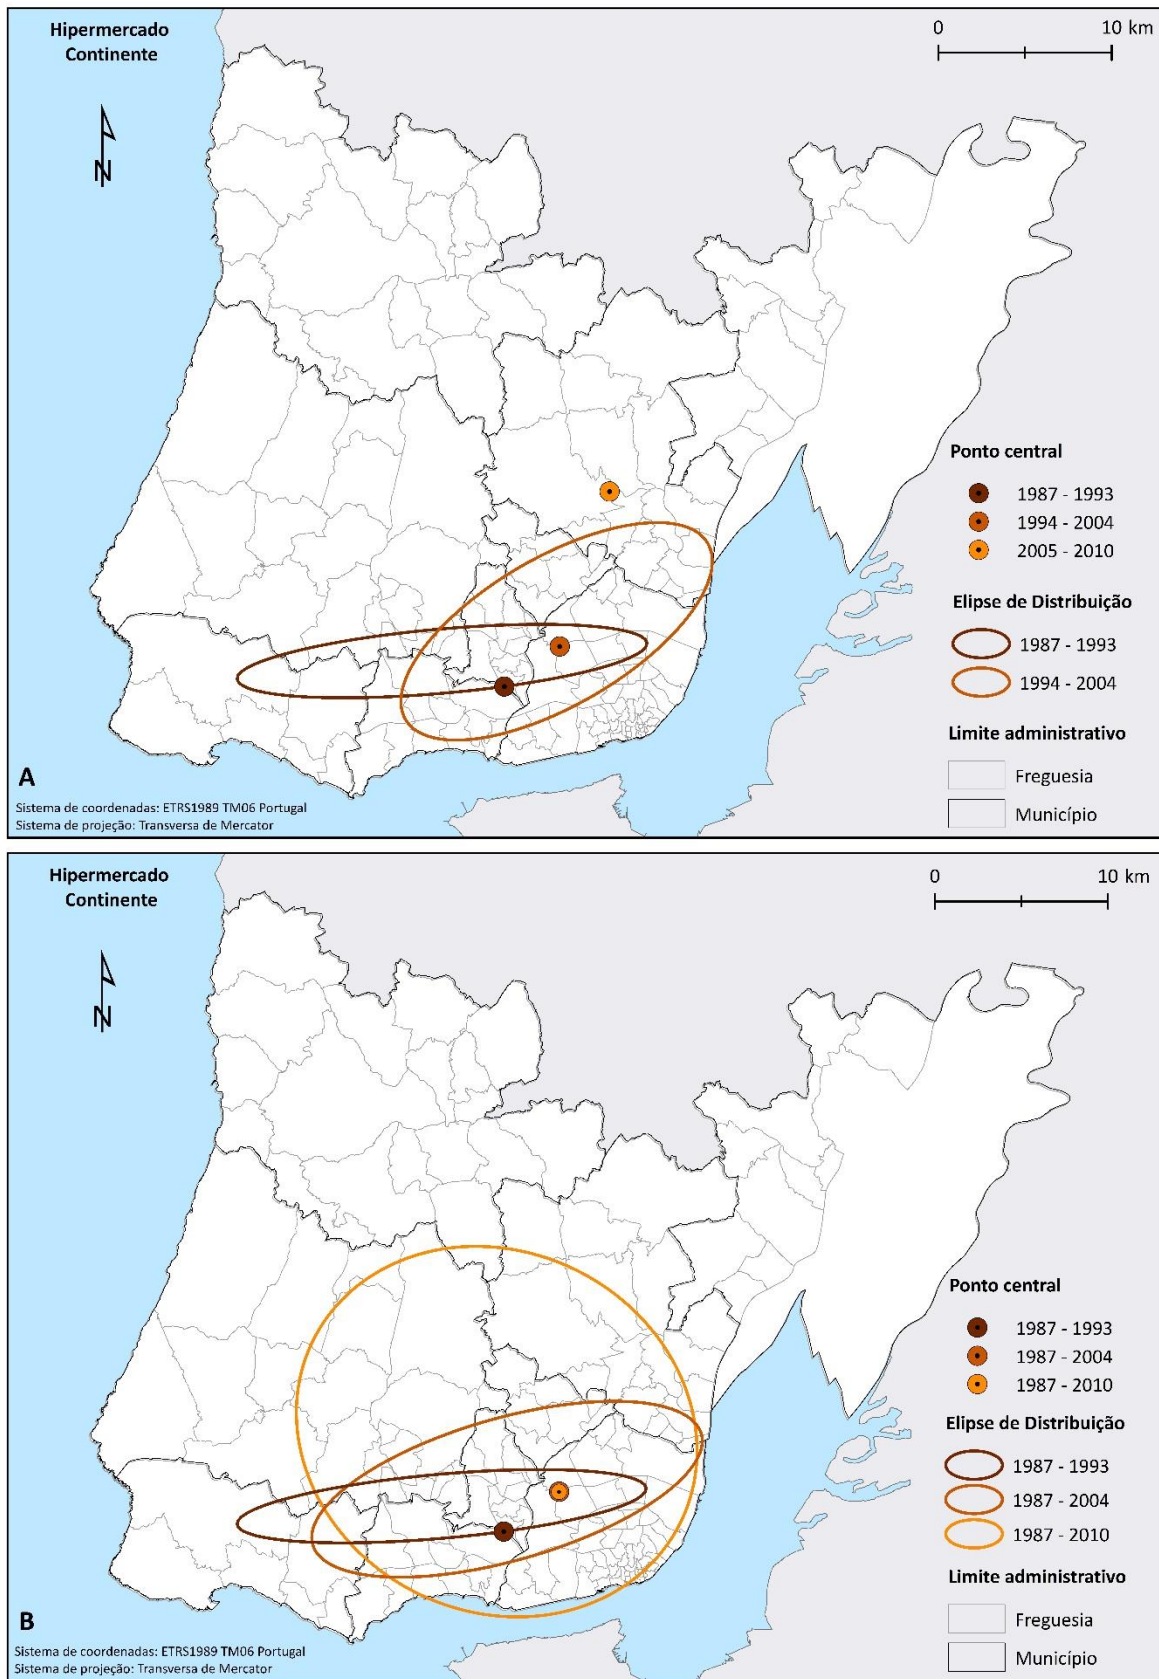 Hipermercado
Continente
0 10 km
N
Ponto central
1987 - 1993
1994 - 2004
2005 - 2010
Elipse de Distribuição
1987 - 1993
1994 - 2004
Limite administrativo
Freguesia
Município
A
Sistema de coordenadas: ETRS1989 TM06 Portugal
Sistema de projeção: Transversa de Mercator
Hipermercado
Continente
0 10 km
N
Ponto central
1987 - 1993
1987 - 2004
1987 - 2010
Elipse de Distribuição
1987 - 1993
1987 - 2004
1987 - 2010
Limite administrativo
Freguesia
Município
B
Sistema de coordenadas: ETRS1989 TM06 Portugal
Sistema de projeção: Transversa de Mercator